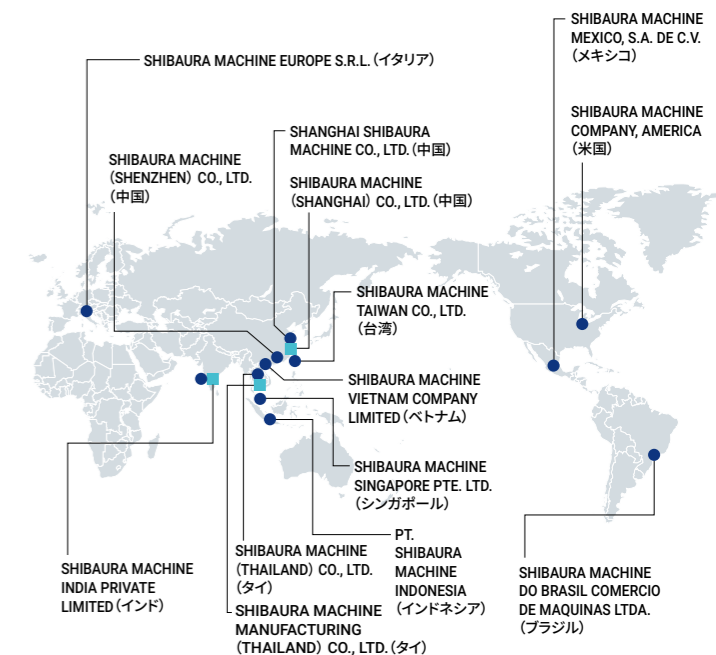 SHIBAURA MACHINE
MEXICO, S.A. DE C.V.
（メキシコ）
SHIBAURA MACHINE EUROPE S.R.L.（イタリア）
SHIBAURA MACHINE
COMPANY, AMERICA
（米国）
SHANGHAI SHIBAURA
MACHINE CO., LTD.（中国）
SHIBAURA MACHINE
（SHENZHEN）CO., LTD.
（中国）
SHIBAURA MACHINE
（SHANGHAI）CO., LTD.（中国）
SHIBAURA MACHINE
TAIWAN CO., LTD.
（台湾）
SHIBAURA MACHINE
VIETNAM COMPANY
LIMITED（ベトナム）
SHIBAURA MACHINE
SINGAPORE PTE. LTD.
（シンガポール）
PT.
SHIBAURA
MACHINE
INDONESIA
（インドネシア）
SHIBAURA MACHINE
（THAILAND）CO., LTD.
（タイ）
SHIBAURA MACHINE
MANUFACTURING
（THAILAND）CO., LTD.（タイ）
SHIBAURA MACHINE
INDIA PRIVATE
LIMITED（インド）
SHIBAURA MACHINE
DO BRASIL COMERCIO
DE MAQUINAS LTDA.
（ブラジル）